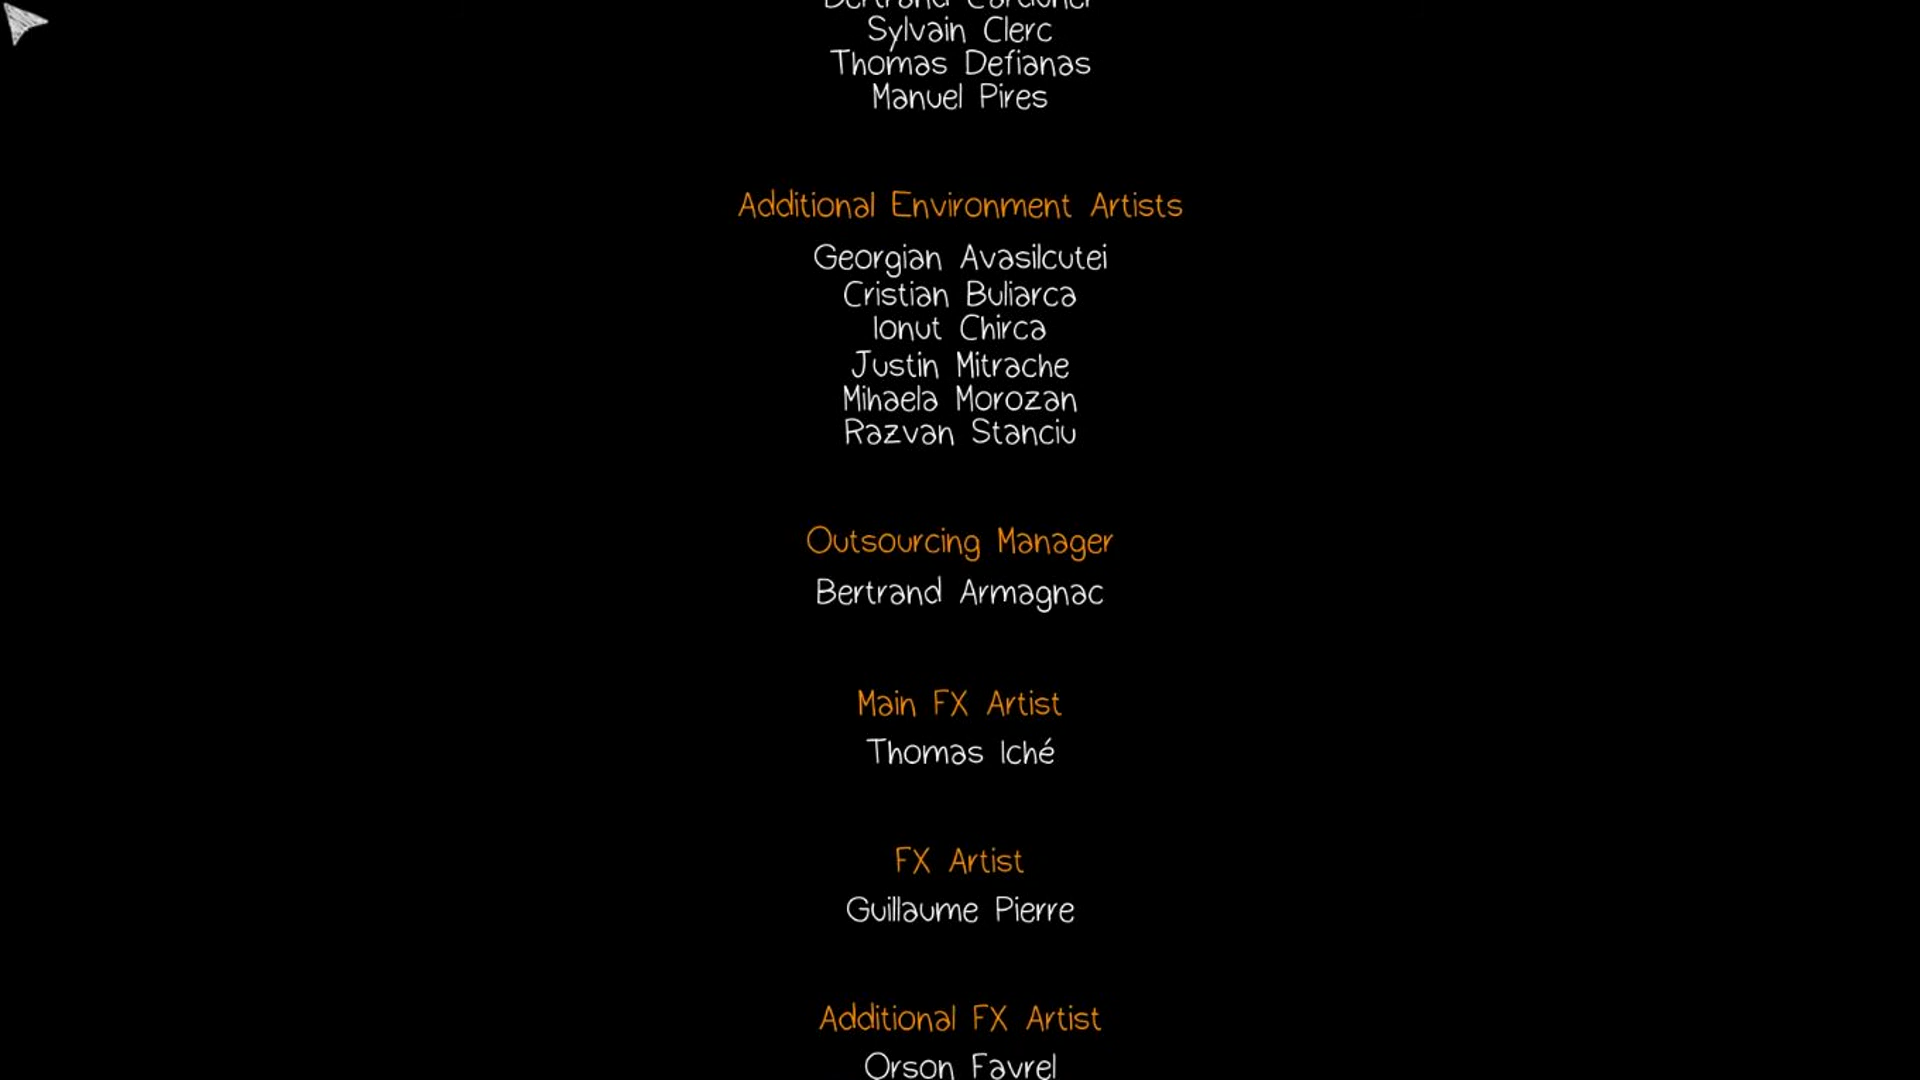 Sylvain Clerc
Thomas Defianas
Manuel Pires
Additional Environment Artists
Georgian Avasilcutei
Cristian Buliarca
Ionut Chirca
Justin Mitrache
Mihaela Morozan
Razvan Stanciu
Outsourcing Manager
Bertrand Armagnac
Main FX Artist
Thomas Iché
FX Artist
Guillaume Pierre
Additional FX Artist
Orson Favrel